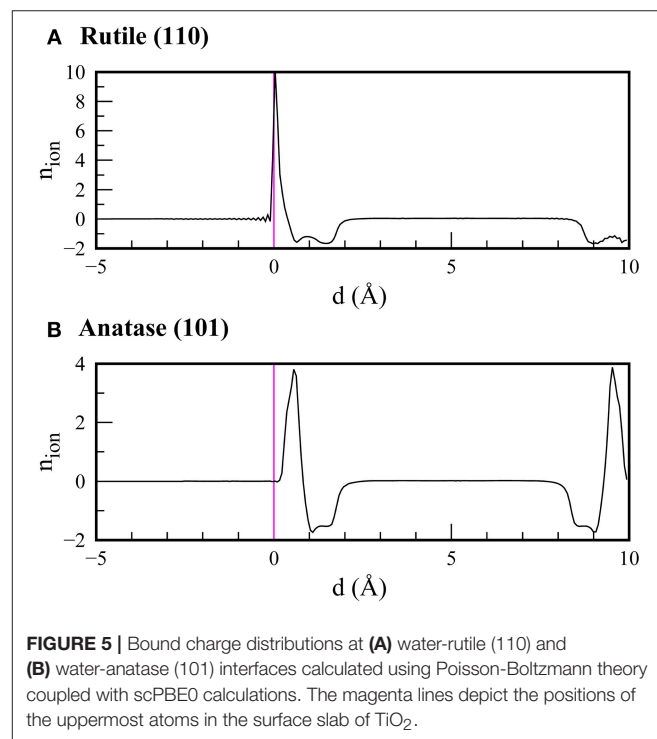 A Rutile (110)
10
8
6
4
2
0
−2
n_ion
−5
0
5
10
d (Å)
B Anatase (101)
4
2
0
−2
n_ion
−5
0
5
10
d (Å)
FIGURE 5 | Bound charge distributions at (A) water-rutile (110) and
(B) water-anatase (101) interfaces calculated using Poisson-Boltzmann theory
coupled with scPBE0 calculations. The magenta lines depict the positions of
the uppermost atoms in the surface slab of TiO₂.